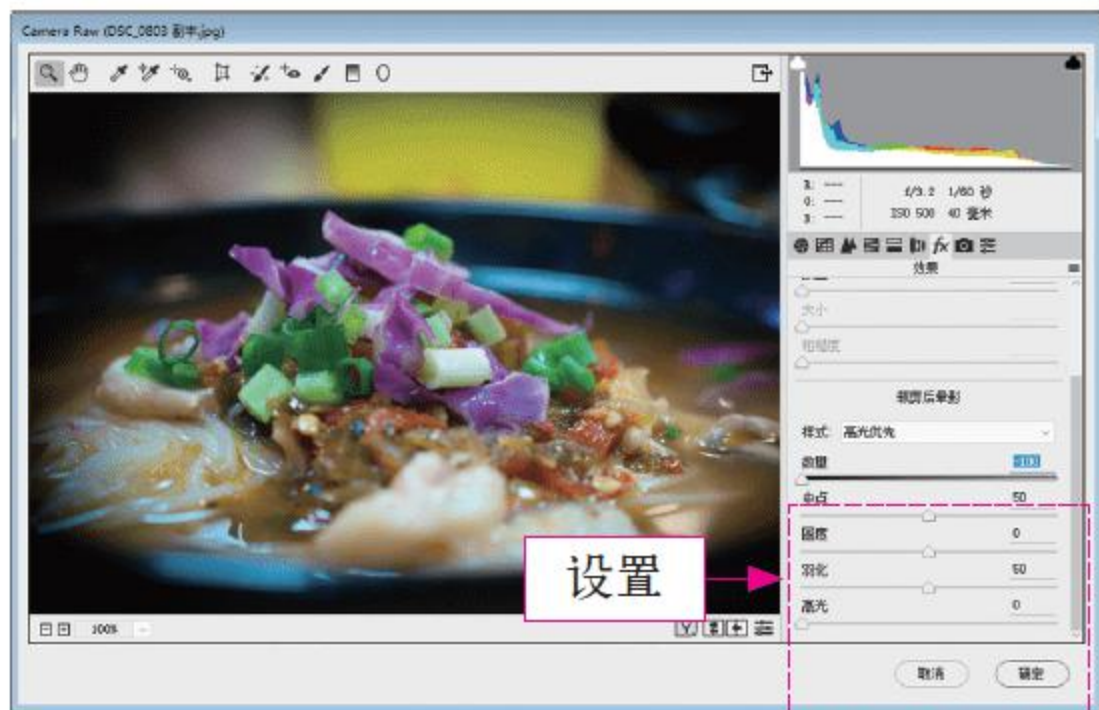 Camera Raw (DSC_0803 副本.jpg)
R: ---
G: ---
B: ---
f/3.2 1/60 秒
ISO 500 40 毫米
fx
效果
大小
粗糙度
裁剪后晕影
样式: 高光优先
数量 -100
中点 50
圆度 0
羽化 50
高光 0
设置
100%
Y
取消 确定